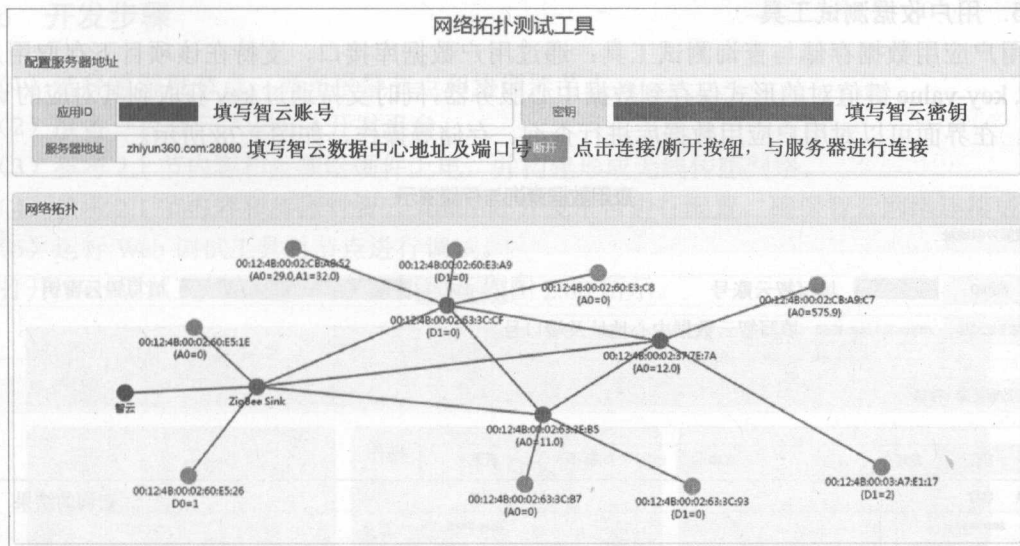 网络拓扑测试工具
配置服务器地址
应用ID 填写智云账号 密钥 填写智云密钥
服务器地址 zhiyun360.com:28080 填写智云数据中心地址及端口号 断开 点击连接/断开按钮，与服务器进行连接
网络拓扑
00:12:4B:00:02:CB:A8:52
{A0=29.0,A1=32.0}
00:12:4B:00:02:60:E3:A9
{D1=0}
00:12:4B:00:02:60:E3:C8
{A0=0}
00:12:4B:00:02:CB:A9:C7
{A0=575.9}
00:12:4B:00:02:63:3C:CF
{D1=0}
00:12:4B:00:02:60:E5:1E
{A0=0}
00:12:4B:00:02:37:7E:7A
{A0=12.0}
智云
ZigBee Sink
00:12:4B:00:02:63:3E:B5
{A0=11.0}
00:12:4B:00:02:60:E5:26
D0=1
00:12:4B:00:02:63:3C:B7
{A0=0}
00:12:4B:00:02:63:3C:93
{D1=0}
00:12:4B:00:03:A7:E1:17
{D1=2}